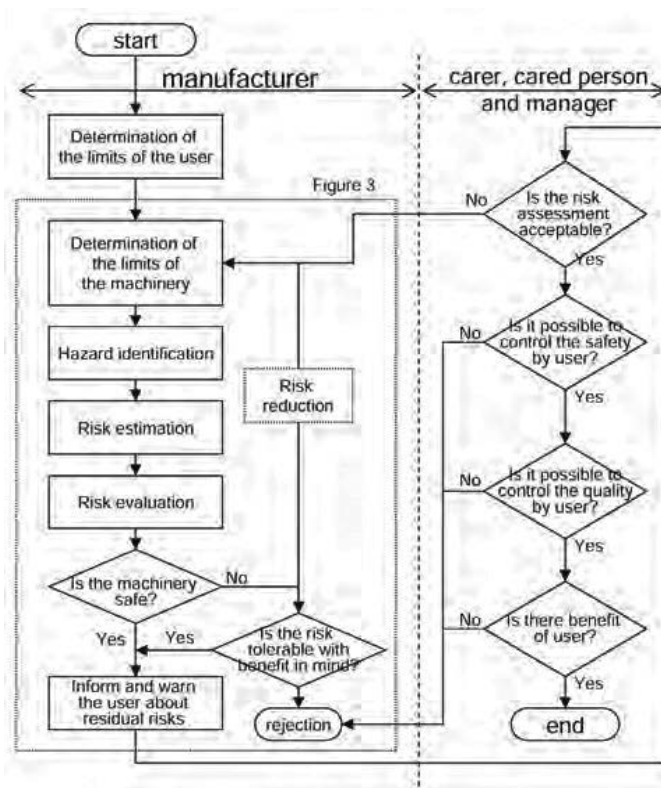 start
manufacturer
carer, cared person
and manager
Determination of
the limits of the user
Figure 3
Determination of
the limits of
the machinery
Hazard identification
Risk estimation
Risk evaluation
Risk
reduction
Is the machinery
safe?
No
Yes
Yes
Is the risk
tolerable with
benefit in mind?
Inform and warn
the user about
residual risks
rejection
No
Is the risk
assessment
acceptable?
Yes
No
Is it possible to
control the safety
by user?
Yes
No
Is it possible to
control the quality
by user?
Yes
No
Is there benefit
of user?
Yes
end